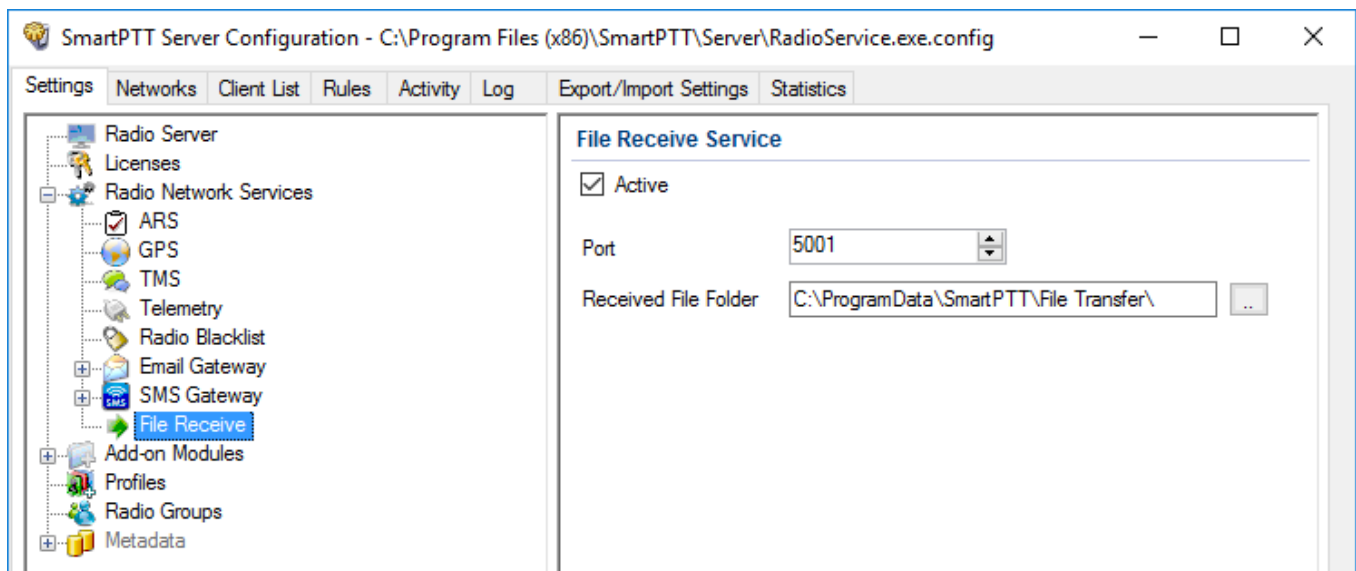 SmartPTT Server Configuration - C:\Program Files (x86)\SmartPTT\Server\RadioService.exe.config
Settings Networks Client List Rules Activity Log Export/Import Settings Statistics
Radio Server
Licenses
Radio Network Services
ARS
GPS
TMS
Telemetry
Radio Blacklist
Email Gateway
SMS Gateway
SMS
File Receive
Add-on Modules
Profiles
Radio Groups
Metadata
File Receive Service
Active
Port 5001
Received File Folder C:\ProgramData\SmartPTT\File Transfer\ ..